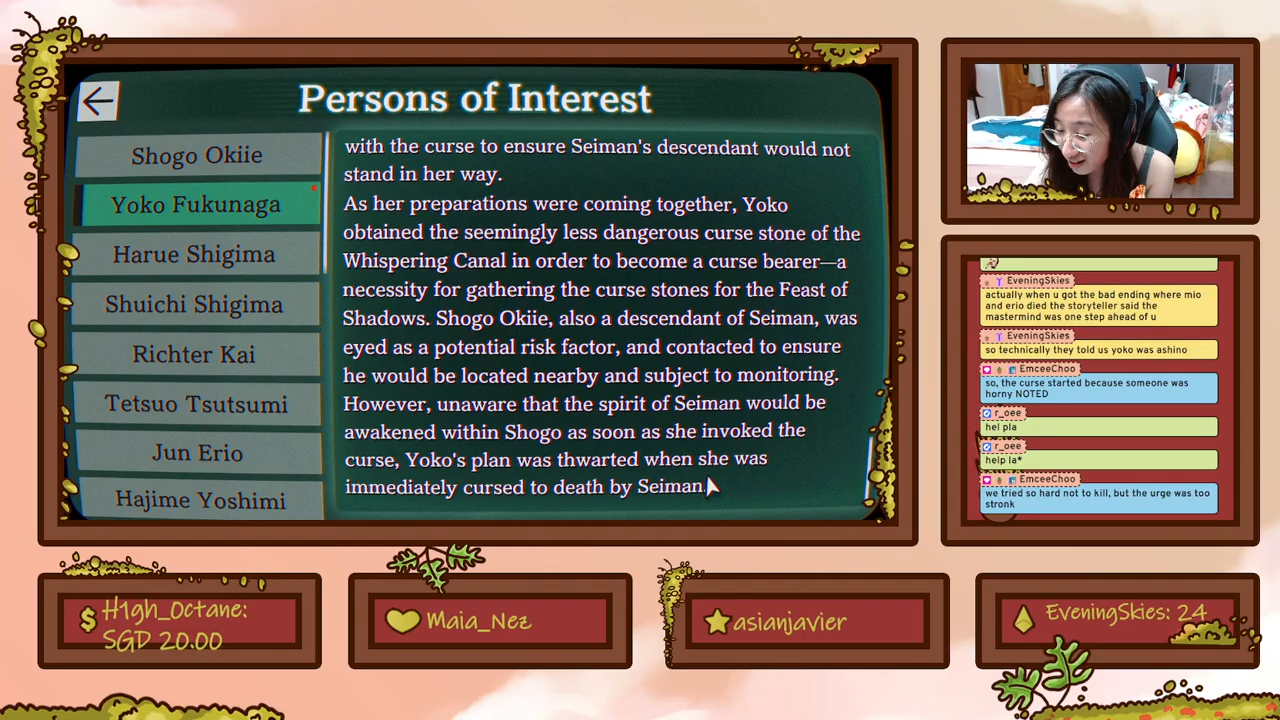 Persons of Interest
Shogo Okiie
Yoko Fukunaga
Harue Shigima
Shuichi Shigima
Richter Kai
Tetsuo Tsutsumi
Jun Erio
Hajime Yoshimi
with the curse to ensure Seiman's descendant would not
stand in her way.
As her preparations were coming together, Yoko
obtained the seemingly less dangerous curse stone of the
Whispering Canal in order to become a curse bearer—a
necessity for gathering the curse stones for the Feast of
Shadows. Shogo Okiie, also a descendant of Seiman, was
eyed as a potential risk factor, and contacted to ensure
he would be located nearby and subject to monitoring.
However, unaware that the spirit of Seiman would be
awakened within Shogo as soon as she invoked the
curse, Yoko's plan was thwarted when she was
immediately cursed to death by Seiman.
EveningSkies
actually when u got the bad ending where mio
and erio died the storyteller said the
mastermind was one step ahead of u
EveningSkies
so technically they told us yoko was ashino
EmceeChoo
so, the curse started because someone was
horny NOTED
r_oee
hel pla
r_oee
help la*
EmceeChoo
we tried so hard not to kill, but the urge was too
stronk
$ H1gh_Octane:
SGD 20.00
Maia_Nez
asianjavier
EveningSkies: 24